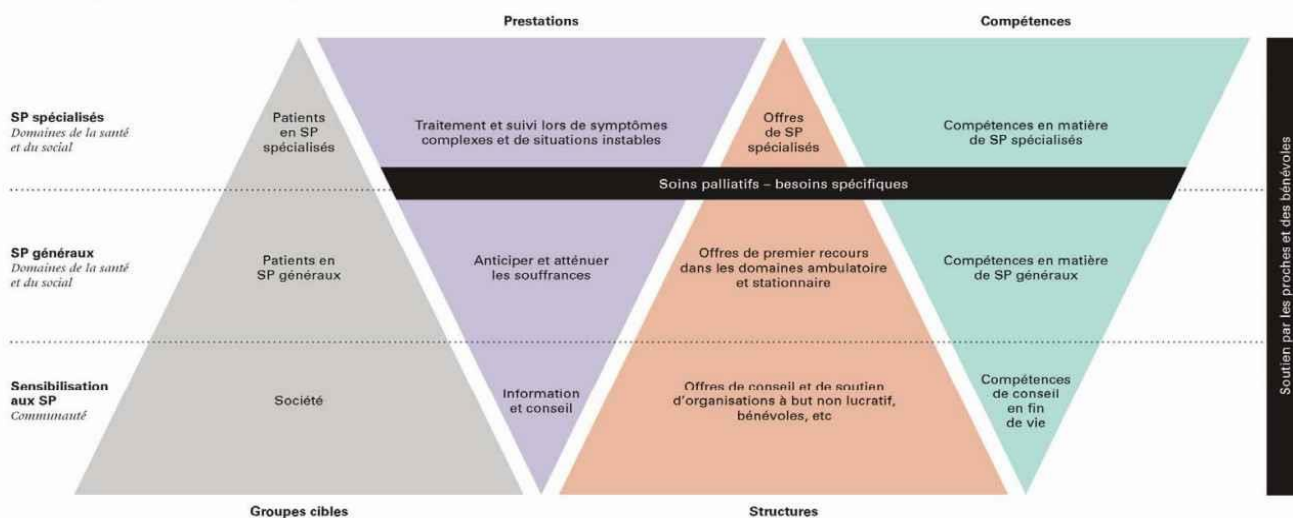 Prestations
Compétences
SP spécialisés
Domaines de la santé
et du social
Patients
en SP
spécialisés
Traitement et suivi lors de symptômes
complexes et de situations instables
Offres
de SP
spécialisés
Compétences en matière
de SP spécialisés
Soins palliatifs – besoins spécifiques
SP généraux
Domaines de la santé
et du social
Patients en
SP généraux
Anticiper et atténuer
les souffrances
Offres de premier recours
dans les domaines ambulatoire
et stationnaire
Compétences en matière
de SP généraux
Sensibilisation
aux SP
Communauté
Société
Information
et conseil
Offres de conseil et de soutien
d'organisations à but non lucratif,
bénévoles, etc
Compétences
de conseil
en fin
de vie
Groupes cibles
Structures
Soutien par les proches et des bénévoles